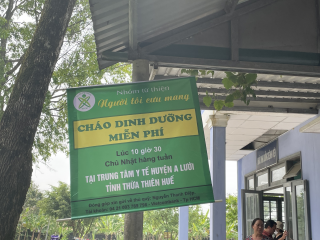 Nhóm từ thiện
Người tôi cưu mang
CHÁO DINH DƯỠNG
MIỄN PHÍ
Lúc 10 giờ 30
Chủ Nhật hằng tuần
TẠI TRUNG TÂM Y TẾ HUYỆN A LƯỚI
TỈNH THỪA THIÊN HUẾ